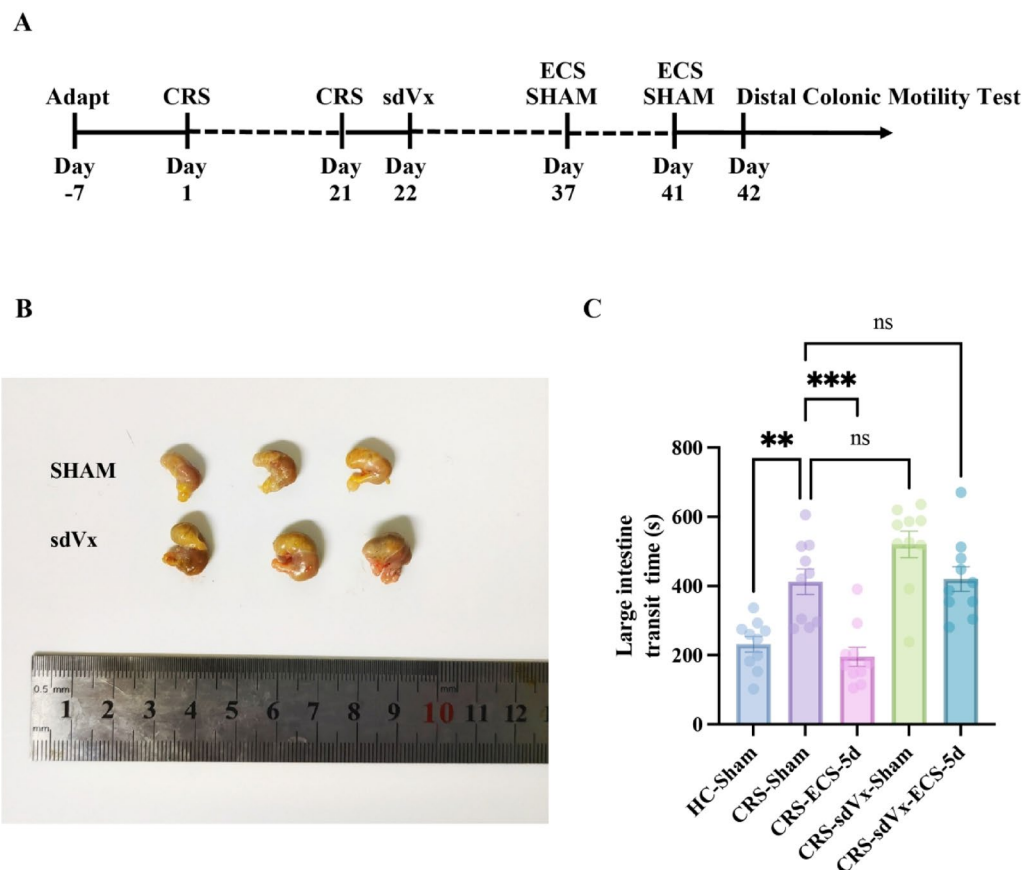 A
Adapt CRS CRS sdVx ECS SHAM ECS SHAM Distal Colonic Motility Test
Day -7 Day 1 Day 21 Day 22 Day 37 Day 41 Day 42
B
SHAM
sdVx
0.5 mm mm
1 2 3 4 5 6 7 8 9 10 11 12
mm
C
ns
***
** ns
800
600
400
200
0
Large intestine
transit time (s)
HC-Sham
CRS-Sham
CRS-ECS-5d
CRS-sdVx-Sham
CRS-sdVx-ECS-5d